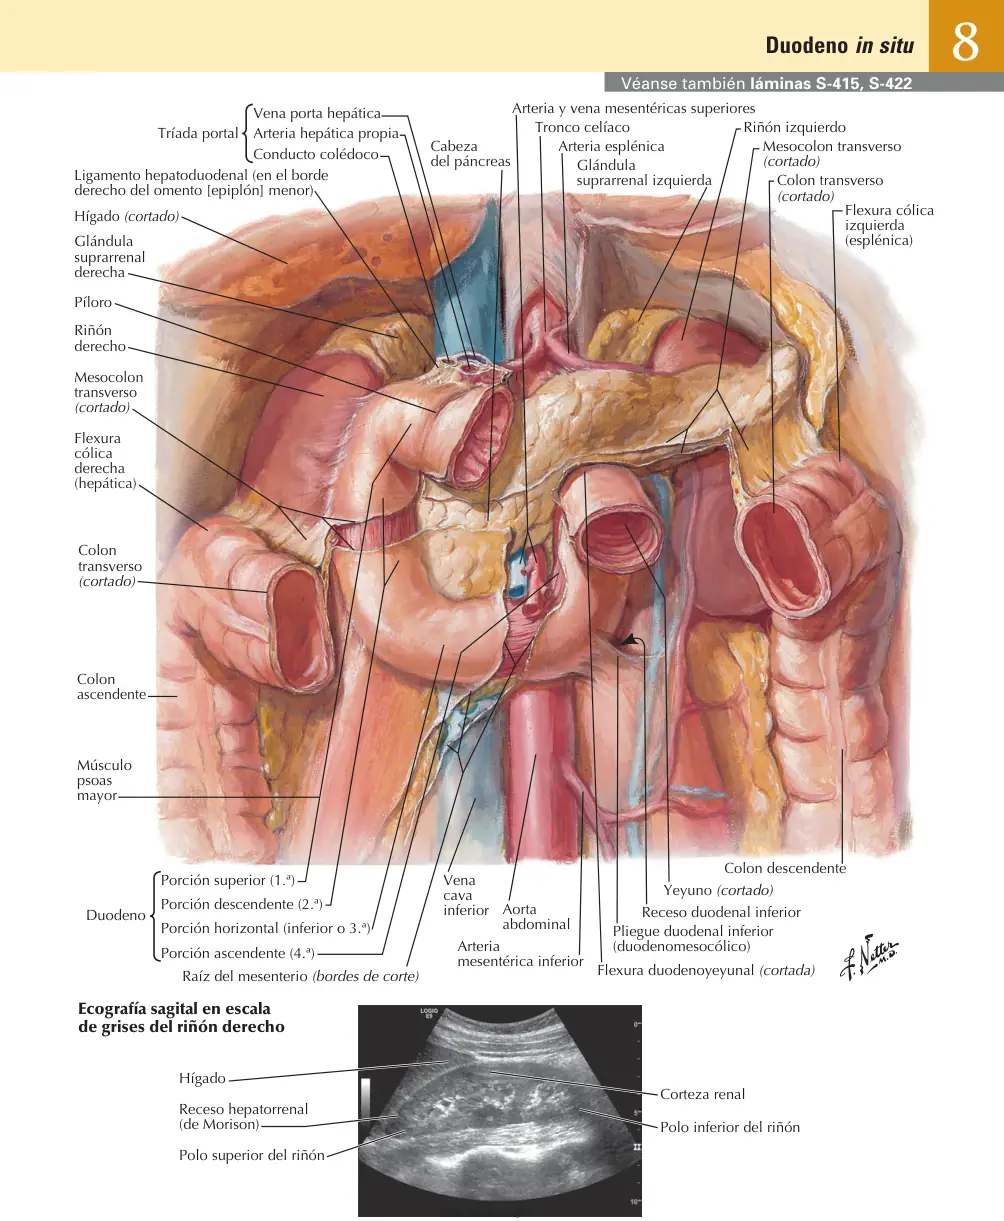 Duodeno in situ
8
Véanse también láminas S-415, S-422
Tríada portal
Vena porta hepática
Arteria hepática propia
Conducto colédoco
Ligamento hepatoduodenal (en el borde
derecho del omento [epiplón] menor)
Hígado (cortado)
Glándula
suprarrenal
derecha
Píloro
Riñón
derecho
Mesocolon
transverso
(cortado)
Flexura
cólica
derecha
(hepática)
Colon
transverso
(cortado)
Colon
ascendente
Músculo
psoas
mayor
Cabeza
del páncreas
Arteria y vena mesentéricas superiores
Tronco celíaco
Arteria esplénica
Glándula
suprarrenal izquierda
Riñón izquierdo
Mesocolon transverso
(cortado)
Colon transverso
(cortado)
Flexura cólica
izquierda
(esplénica)
Duodeno
Porción superior (1.ª)
Porción descendente (2.ª)
Porción horizontal (inferior o 3.ª)
Porción ascendente (4.ª)
Raíz del mesenterio (bordes de corte)
Vena
cava
inferior
Aorta
abdominal
Arteria
mesentérica inferior
Colon descendente
Yeyuno (cortado)
Receso duodenal inferior
Pliegue duodenal inferior
(duodenomesocólico)
Flexura duodenoyeyunal (cortada)
F. Netter
M.D.
Ecografía sagital en escala
de grises del riñón derecho
Hígado
Receso hepatorrenal
(de Morison)
Polo superior del riñón
LOGIQ
E9
0
5
10
Corteza renal
Polo inferior del riñón